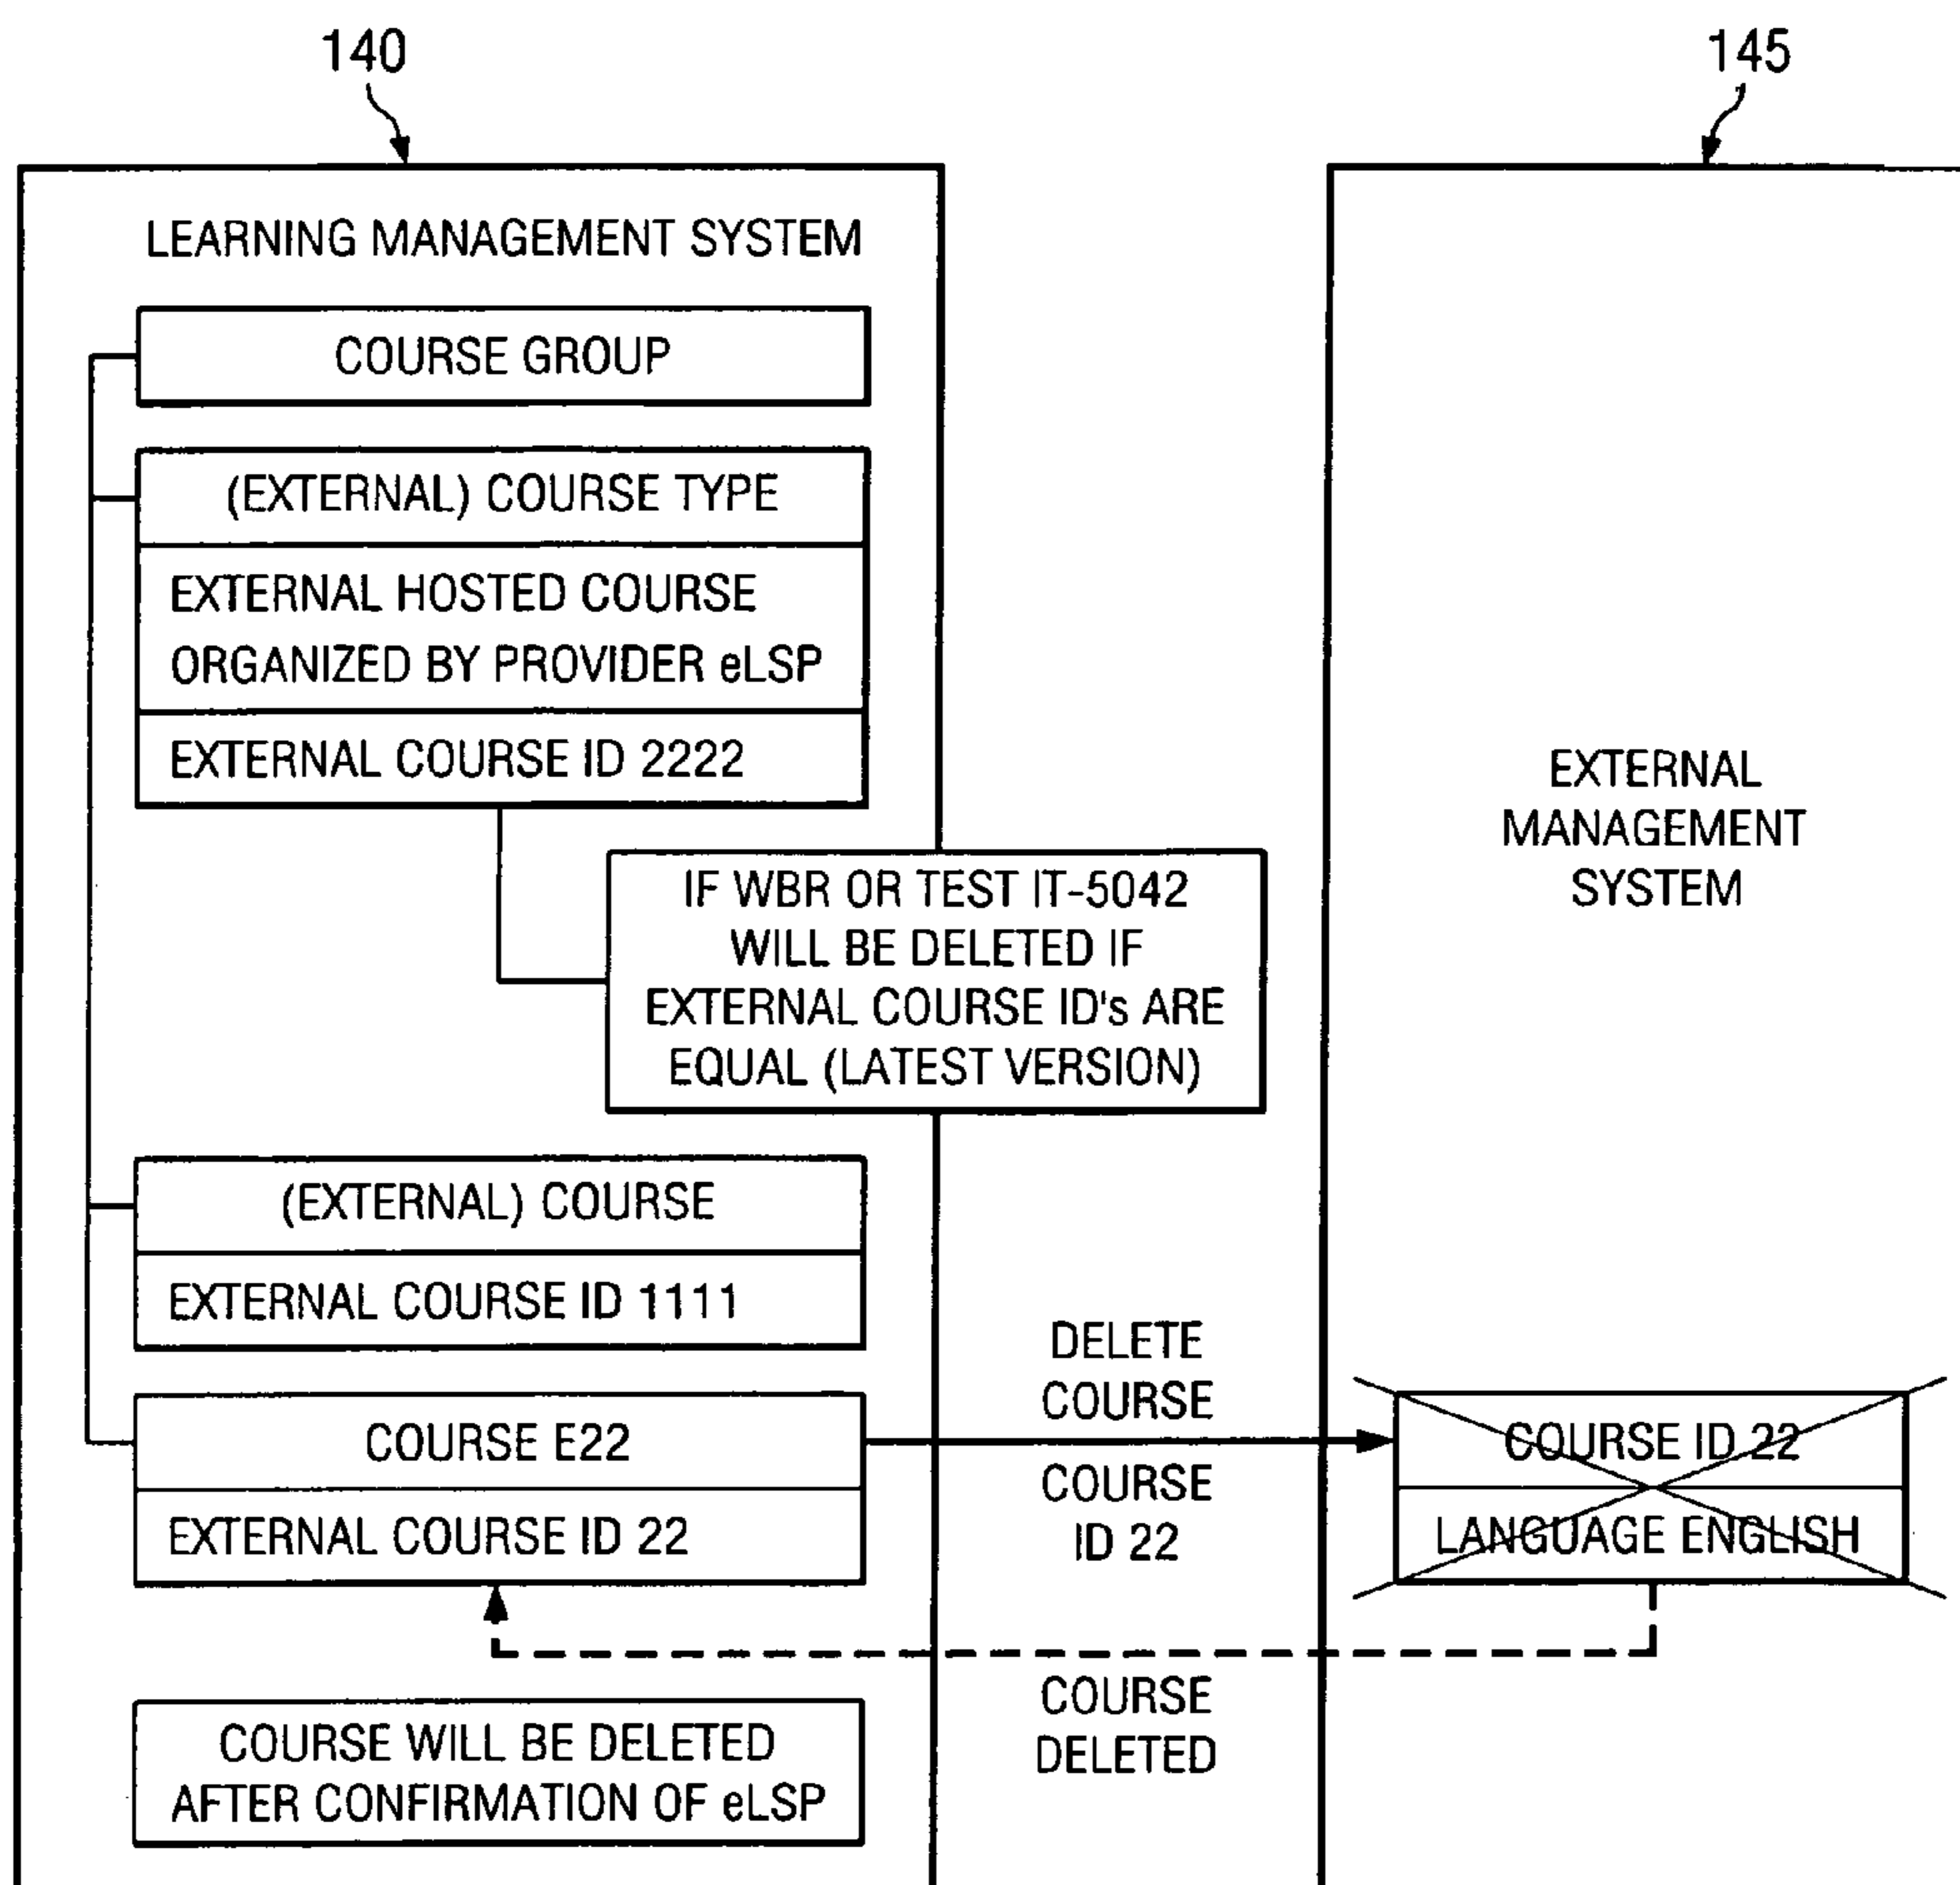 140
145
LEARNING MANAGEMENT SYSTEM
COURSE GROUP
(EXTERNAL) COURSE TYPE
EXTERNAL HOSTED COURSE
ORGANIZED BY PROVIDER eLSP
EXTERNAL COURSE ID 2222
IF WBR OR TEST IT-5042
WILL BE DELETED IF
EXTERNAL COURSE ID's ARE
EQUAL (LATEST VERSION)
EXTERNAL
MANAGEMENT
SYSTEM
(EXTERNAL) COURSE
EXTERNAL COURSE ID 1111
COURSE E22
EXTERNAL COURSE ID 22
DELETE
COURSE
COURSE
ID 22
COURSE ID 22
LANGUAGE ENGLISH
COURSE
DELETED
COURSE WILL BE DELETED
AFTER CONFIRMATION OF eLSP